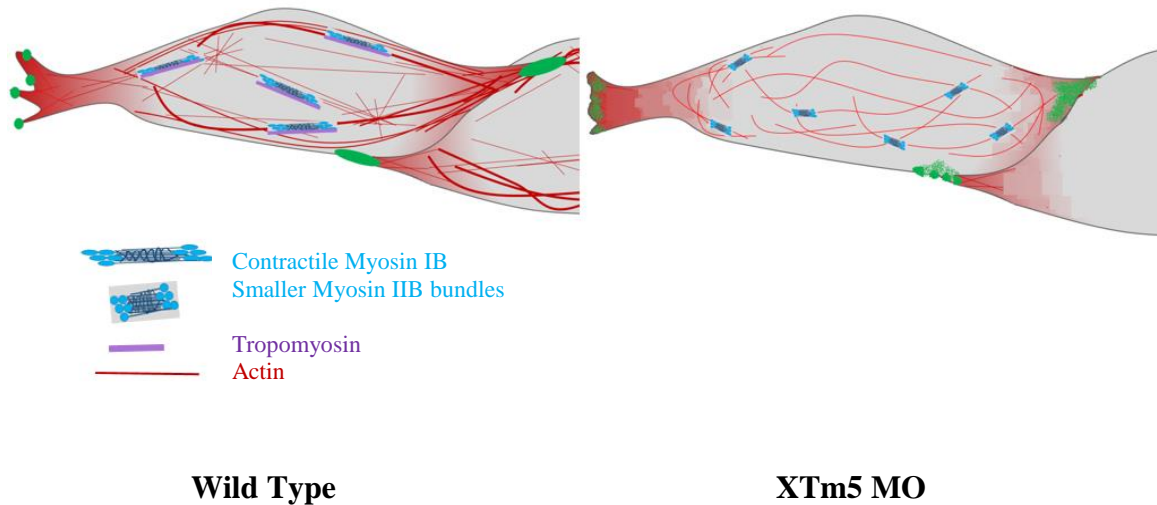 Contractile Myosin IB
Smaller Myosin IIB bundles
Tropomyosin
Actin
Wild Type
XTm5 MO